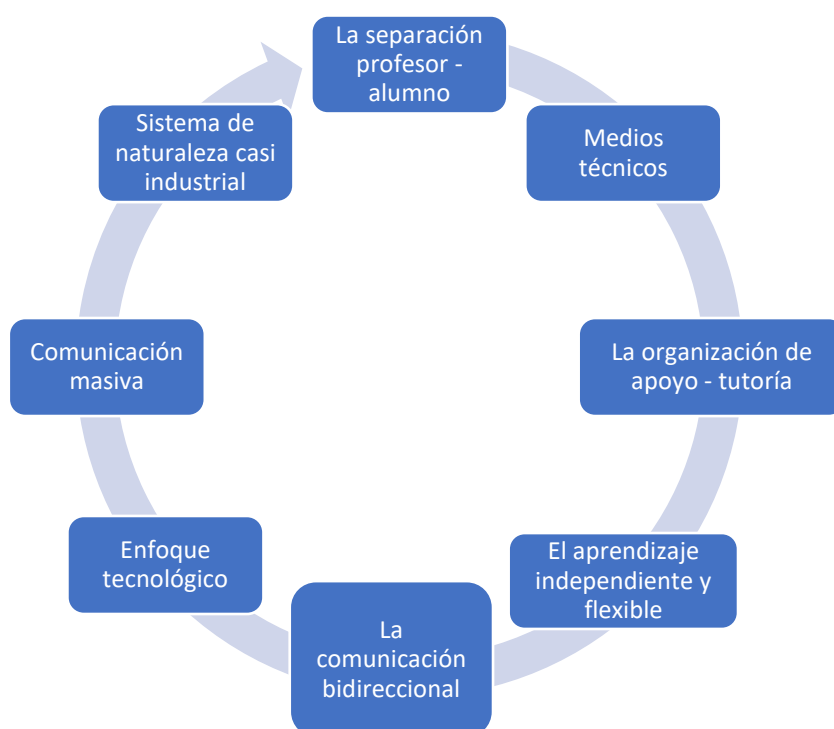 La separación
profesor -
alumno
Medios
técnicos
La organización de
apoyo - tutoría
El aprendizaje
independiente y
flexible
La
comunicación
bidireccional
Enfoque
tecnológico
Comunicación
masiva
Sistema de
naturaleza casi
industrial